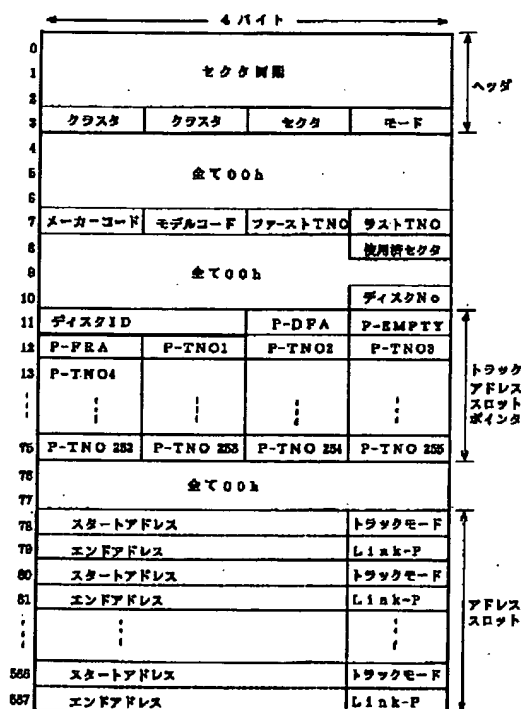 4 バイト
0
1 セクタ同期
2
3 クラスタ クラスタ セクタ モード
ヘッダ
4
5 全て00h
6
7 メーカーコード モデルコード ファーストTNO ラストTNO
8 使用済セクタ
9 全て00h
10 ディスクNo
11 ディスクID P-DFA P-EMPTY
12 P-FRA P-TNO1 P-TNO2 P-TNO3
13 P-TNO4
トラック
アドレス
スロット
ポインタ
75 P-TNO 252 P-TNO 253 P-TNO 254 P-TNO 255
76 全て00h
77
78 スタートアドレス トラックモード
79 エンドアドレス Link-P
80 スタートアドレス トラックモード
81 エンドアドレス Link-P
アドレス
スロット
586 スタートアドレス トラックモード
587 エンドアドレス Link-P